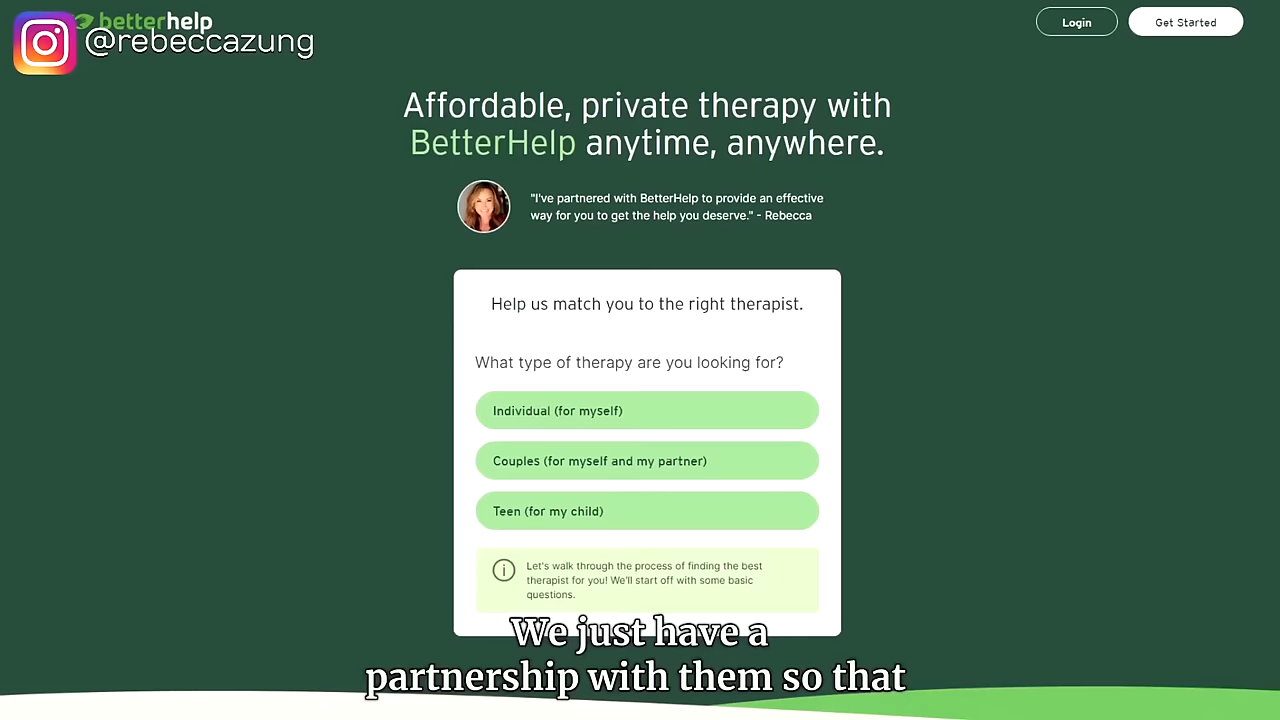 betterhelp
@rebeccazung
Login
Get Started
Affordable, private therapy with
BetterHelp anytime, anywhere.
"I've partnered with BetterHelp to provide an effective
way for you to get the help you deserve." - Rebecca
Help us match you to the right therapist.
What type of therapy are you looking for?
Individual (for myself)
Couples (for myself and my partner)
Teen (for my child)
Let's walk through the process of finding the best
therapist for you! We'll start off with some basic
questions.
We just have a
partnership with them so that